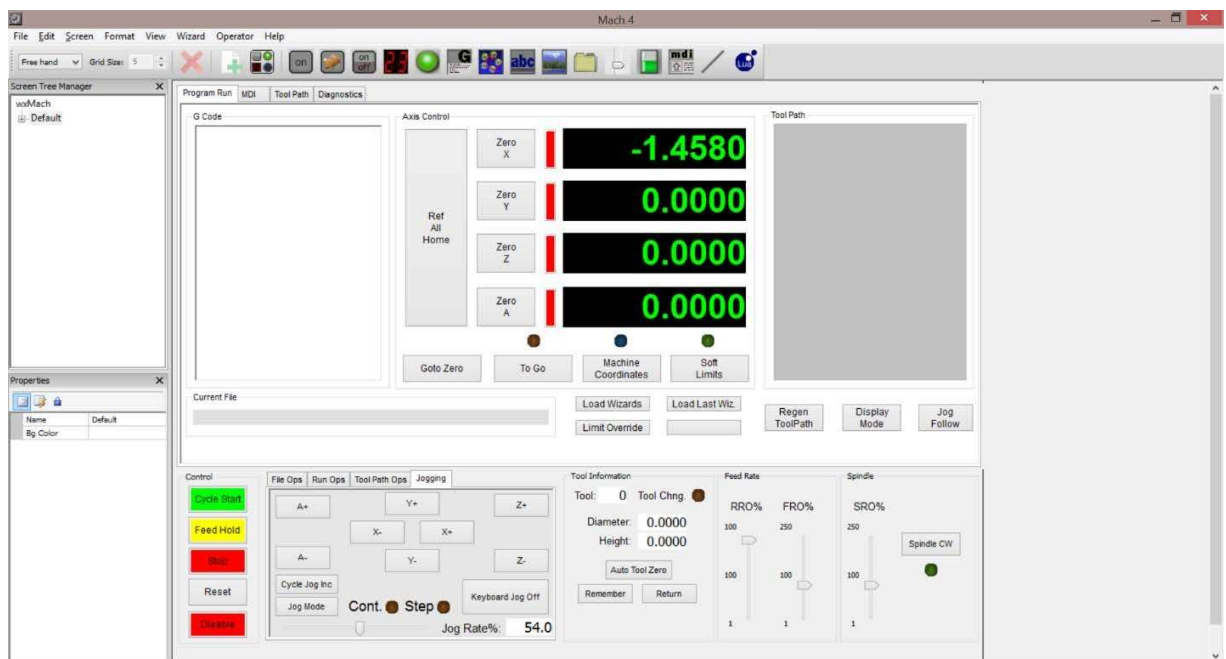 Mach 4
File Edit Screen Format View Wizard Operator Help
Free hand Grid Size: 5 on on off G abc mdi Lua
Screen Tree Manager X
wxMach
Default
Properties X
Name Default
Bg Color
Program Run MDI Tool Path Diagnostics
G Code
Axis Control
Ref
All
Home
Zero
X
-1.4580
Zero
Y
0.0000
Zero
Z
0.0000
Zero
A
0.0000
Goto Zero
To Go
Machine
Coordinates
Soft
Limits
Tool Path
Current File
Load Wizards Load Last Wiz.
Limit Override
Regen
ToolPath
Display
Mode
Jog
Follow
Control
Cycle Start
Feed Hold
Stop
Reset
Disable
File Ops Run Ops Tool Path Ops Jogging
A+ Y+ Z+
X- X+
A- Y- Z-
Cycle Jog Inc
Jog Mode
Cont. Step
Keyboard Jog Off
Jog Rate%: 54.0
Tool Information
Tool: 0 Tool Chng.
Diameter: 0.0000
Height: 0.0000
Auto Tool Zero
Remember Return
Feed Rate
RRO% FRO%
100 250
100 100
1 1
Spindle
SRO%
250
100
1
Spindle CW